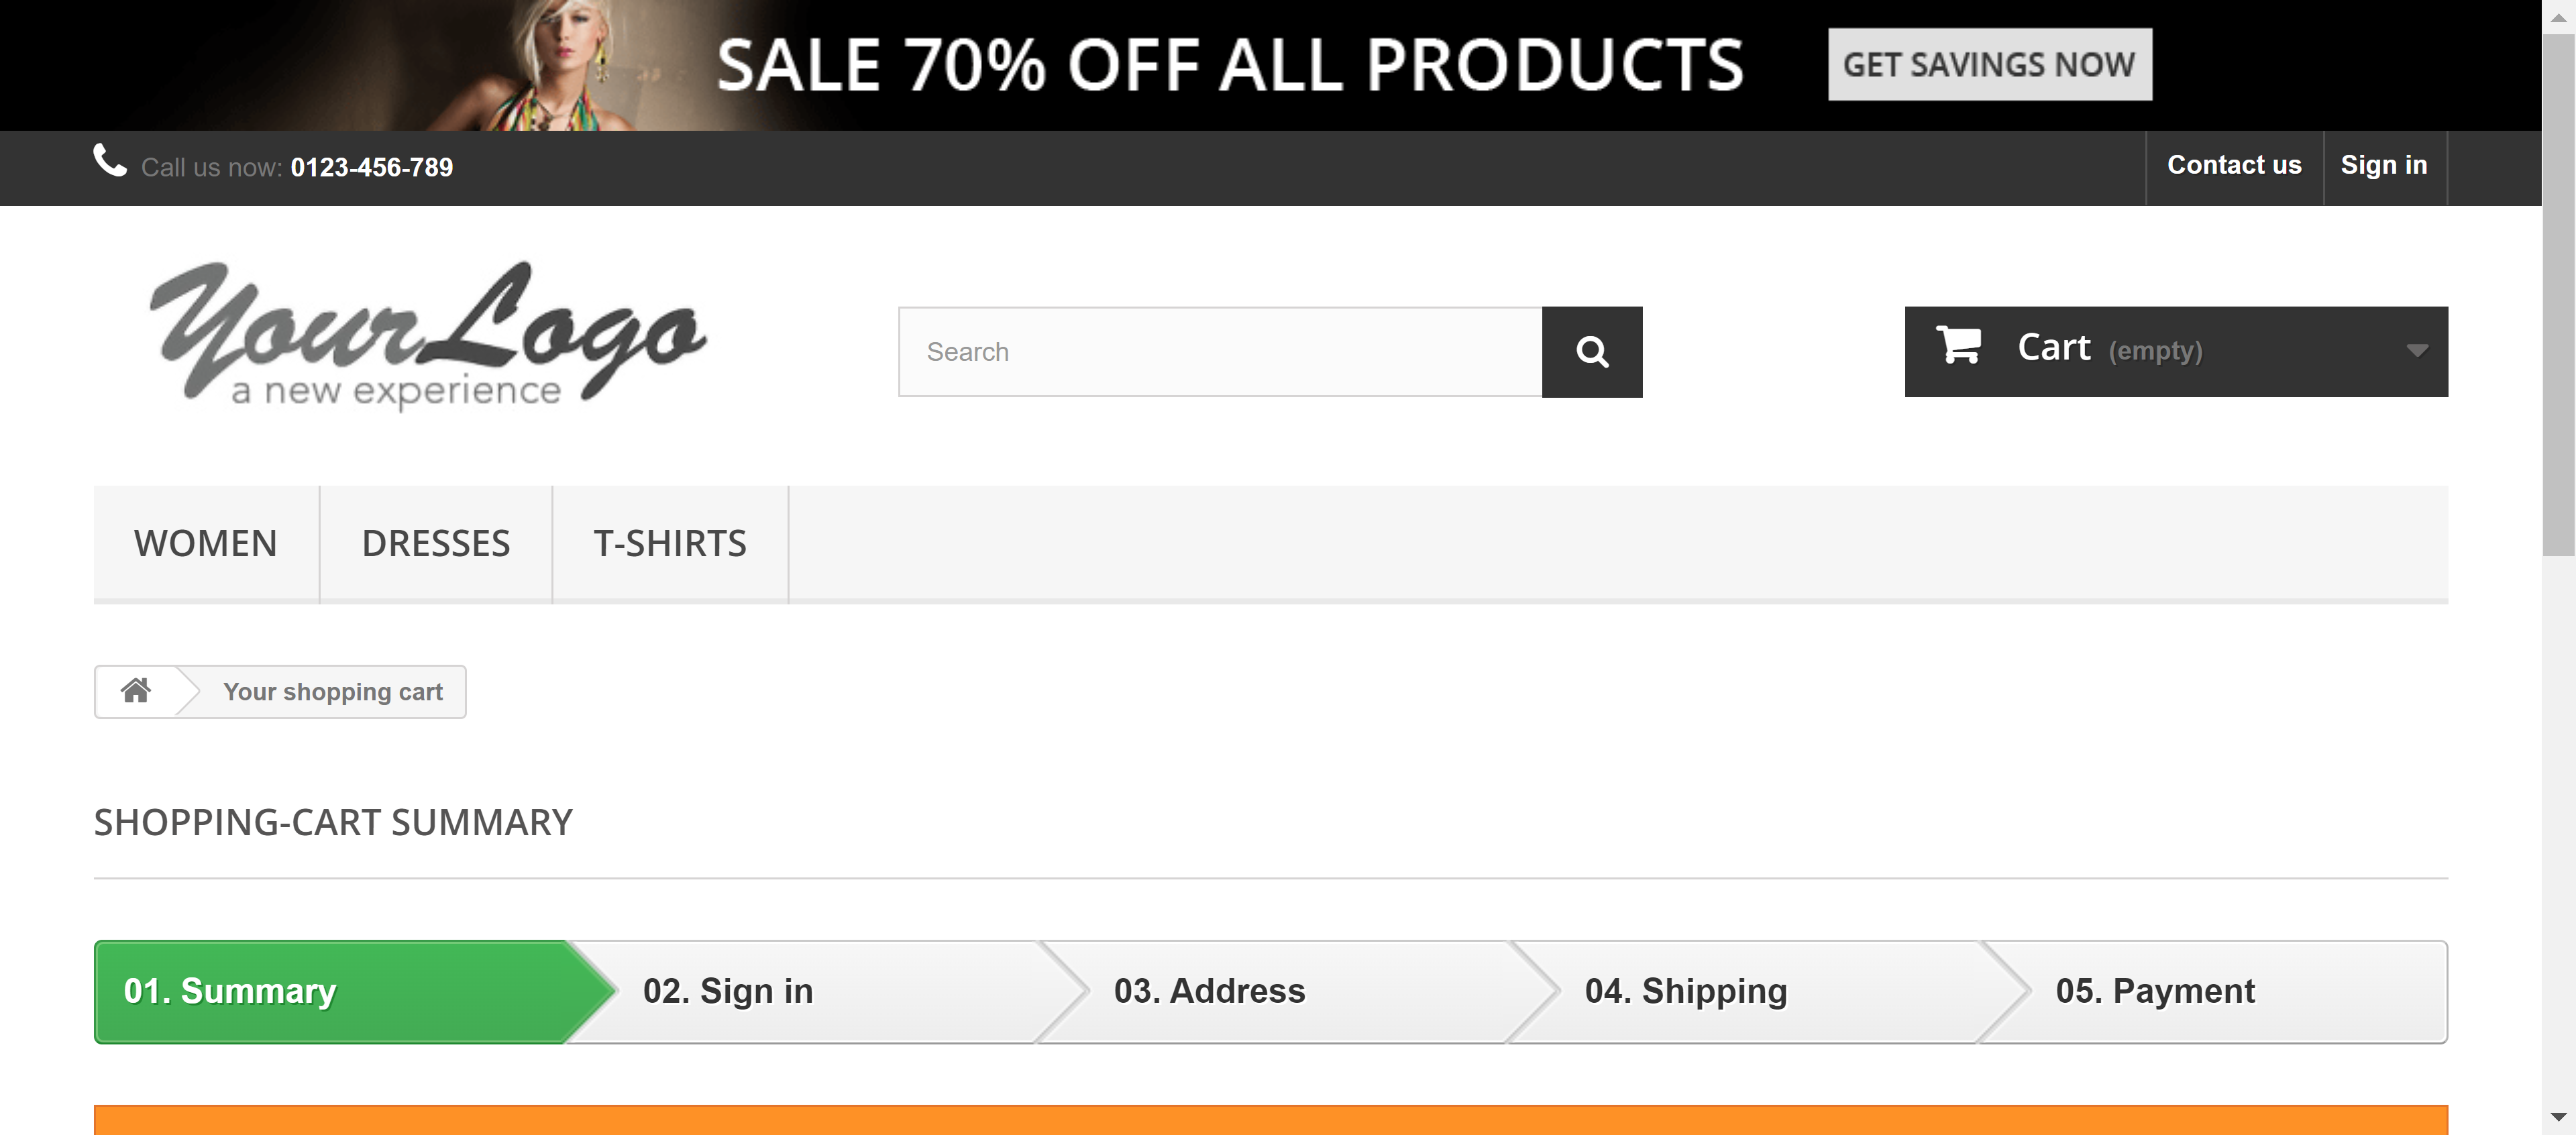 SALE 70% OFF ALL PRODUCTS GET SAVINGS NOW
Call us now: 0123-456-789 Contact us Sign in
YourLogo
a new experience
Search
Cart (empty)
WOMEN DRESSES T-SHIRTS
Your shopping cart
SHOPPING-CART SUMMARY
01. Summary 02. Sign in 03. Address 04. Shipping 05. Payment